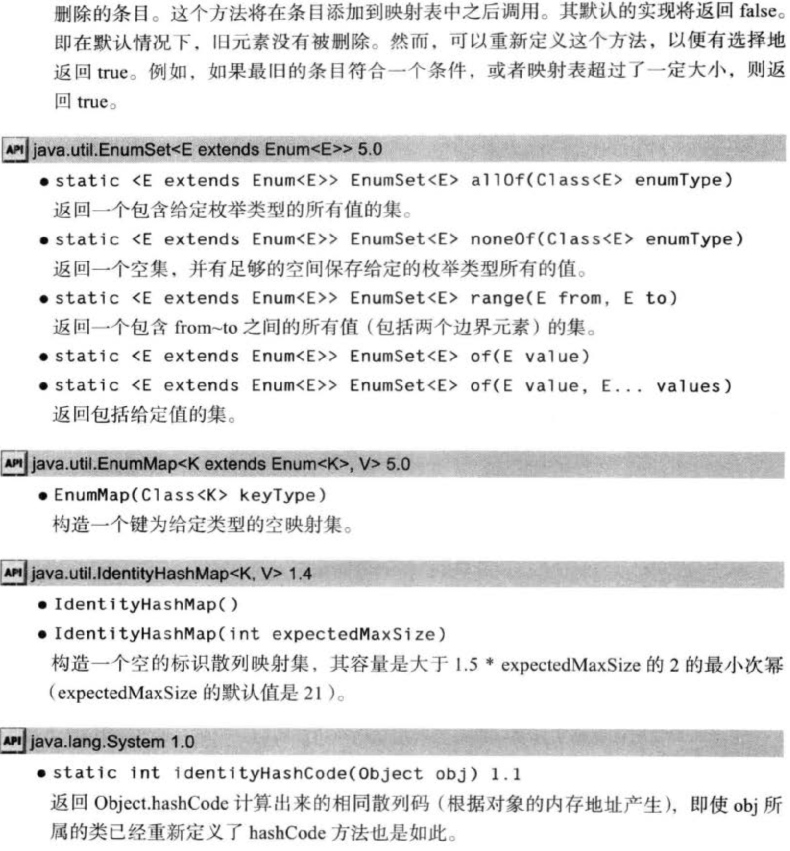 删除的条目。这个方法将在条目添加到映射表中之后调用。其默认的实现将返回 false。
即在默认情况下，旧元素没有被删除。然而，可以重新定义这个方法，以便有选择地
返回 true。例如，如果最旧的条目符合一个条件，或者映射表超过了一定大小，则返
回 true。
API java.util.EnumSet<E extends Enum<E>> 5.0
● static <E extends Enum<E>> EnumSet<E> allOf(Class<E> enumType)
返回一个包含给定枚举类型的所有值的集。
● static <E extends Enum<E>> EnumSet<E> noneOf(Class<E> enumType)
返回一个空集，并有足够的空间保存给定的枚举类型所有的值。
● static <E extends Enum<E>> EnumSet<E> range(E from, E to)
返回一个包含 from~to 之间的所有值（包括两个边界元素）的集。
● static <E extends Enum<E>> EnumSet<E> of(E value)
● static <E extends Enum<E>> EnumSet<E> of(E value, E... values)
返回包括给定值的集。
API java.util.EnumMap<K extends Enum<K>, V> 5.0
● EnumMap(Class<K> keyType)
构造一个键为给定类型的空映射集。
API java.util.IdentityHashMap<K, V> 1.4
● IdentityHashMap()
● IdentityHashMap(int expectedMaxSize)
构造一个空的标识散列映射集，其容量是大于 1.5 * expectedMaxSize 的 2 的最小次幂
（expectedMaxSize 的默认值是 21）。
API java.lang.System 1.0
● static int identityHashCode(Object obj) 1.1
返回 Object.hashCode 计算出来的相同散列码（根据对象的内存地址产生），即使 obj 所
属的类已经重新定义了 hashCode 方法也是如此。